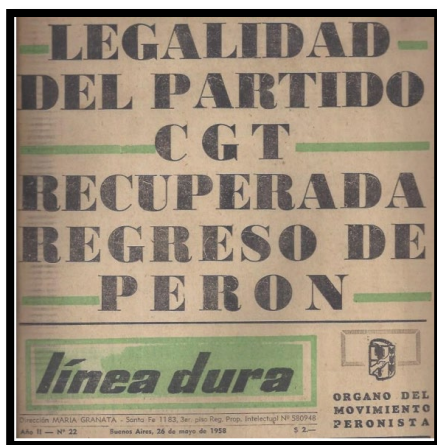 LEGALIDAD
DEL PARTIDO
CGT
RECUPERADA
REGRESO DE
PERON
línea dura
ORGANO DEL
MOVIMIENTO
PERONISTA
Dirección MARIA GRANATA - Santa Fe 1183, 3er. piso Reg. Prop. Intelectual Nº 580948
Año II — Nº 22 Buenos Aires, 26 de mayo de 1958 $ 2.—